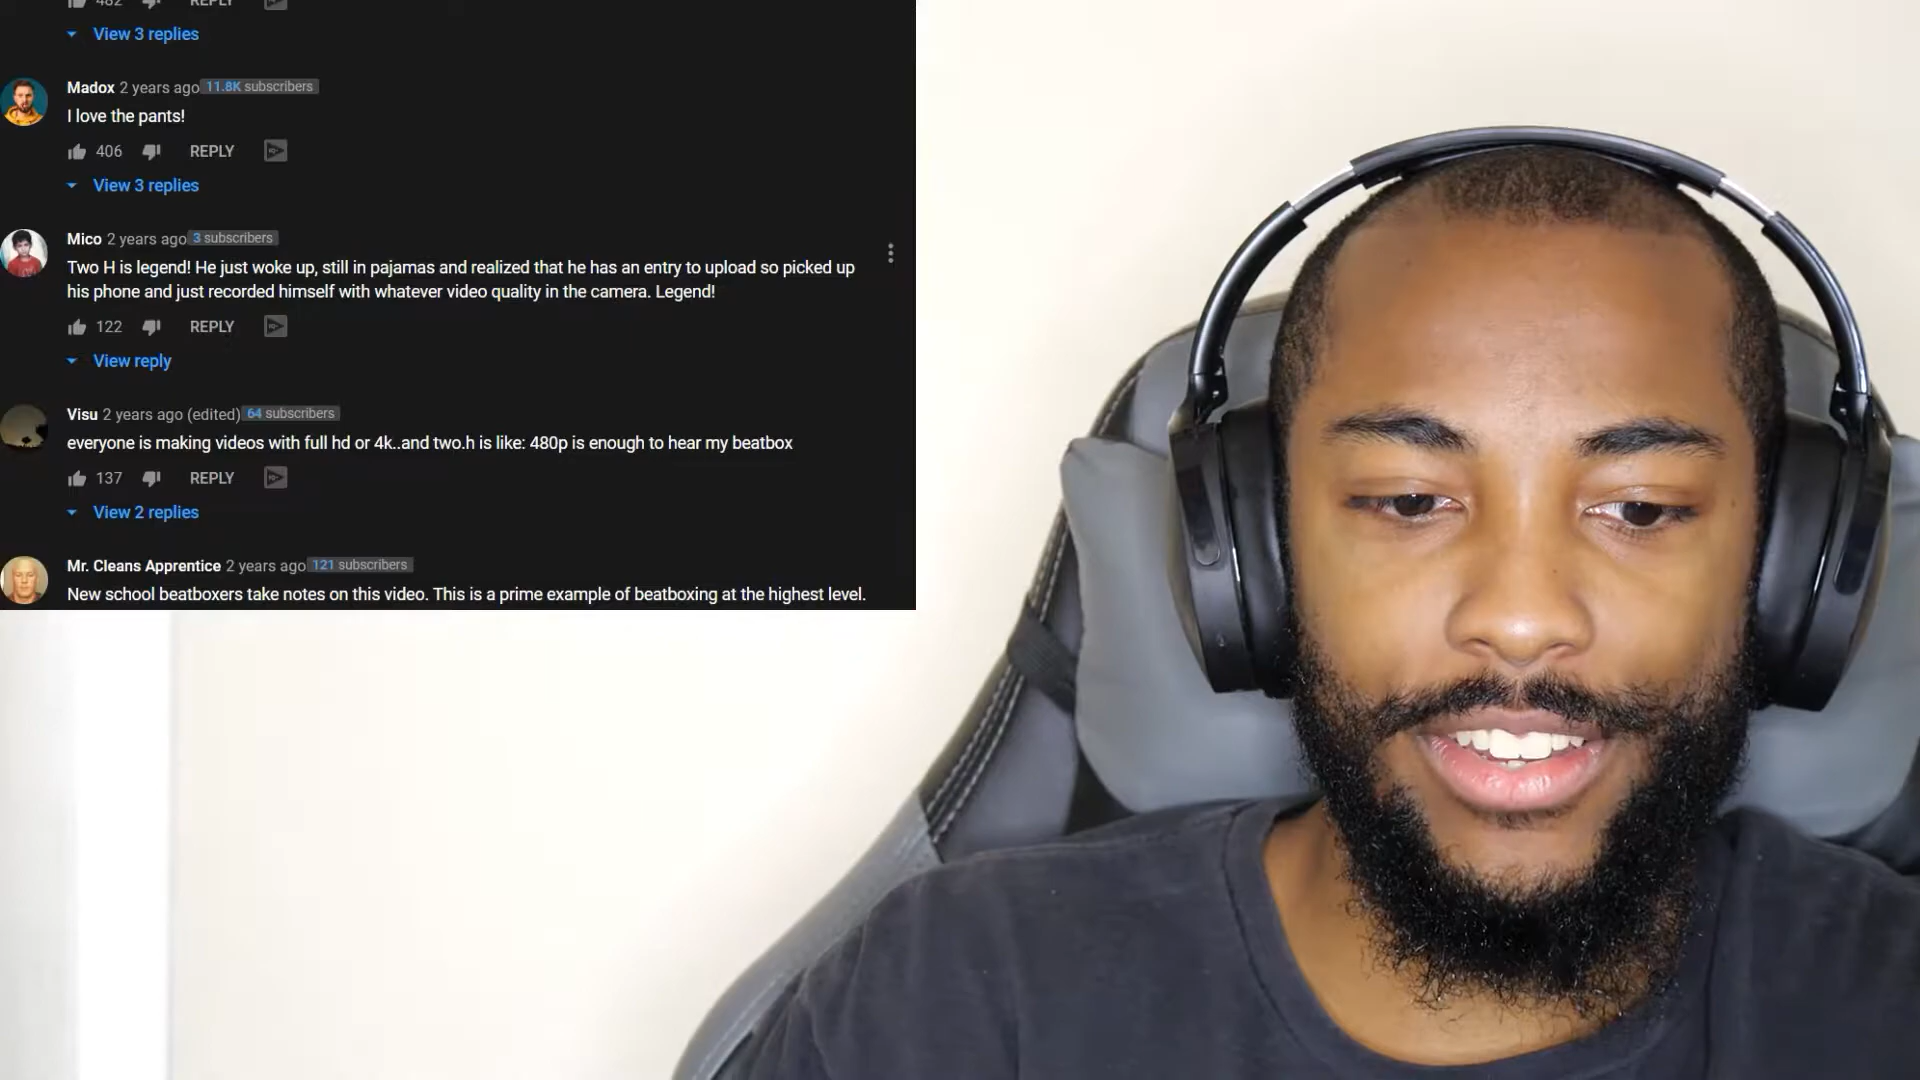 482 REPLY
View 3 replies
Madox 2 years ago 11.8K subscribers
I love the pants!
406 REPLY
View 3 replies
Mico 2 years ago 3 subscribers
Two H is legend! He just woke up, still in pajamas and realized that he has an entry to upload so picked up
his phone and just recorded himself with whatever video quality in the camera. Legend!
122 REPLY
View reply
Visu 2 years ago (edited) 64 subscribers
everyone is making videos with full hd or 4k..and two.h is like: 480p is enough to hear my beatbox
137 REPLY
View 2 replies
Mr. Cleans Apprentice 2 years ago 121 subscribers
New school beatboxers take notes on this video. This is a prime example of beatboxing at the highest level.